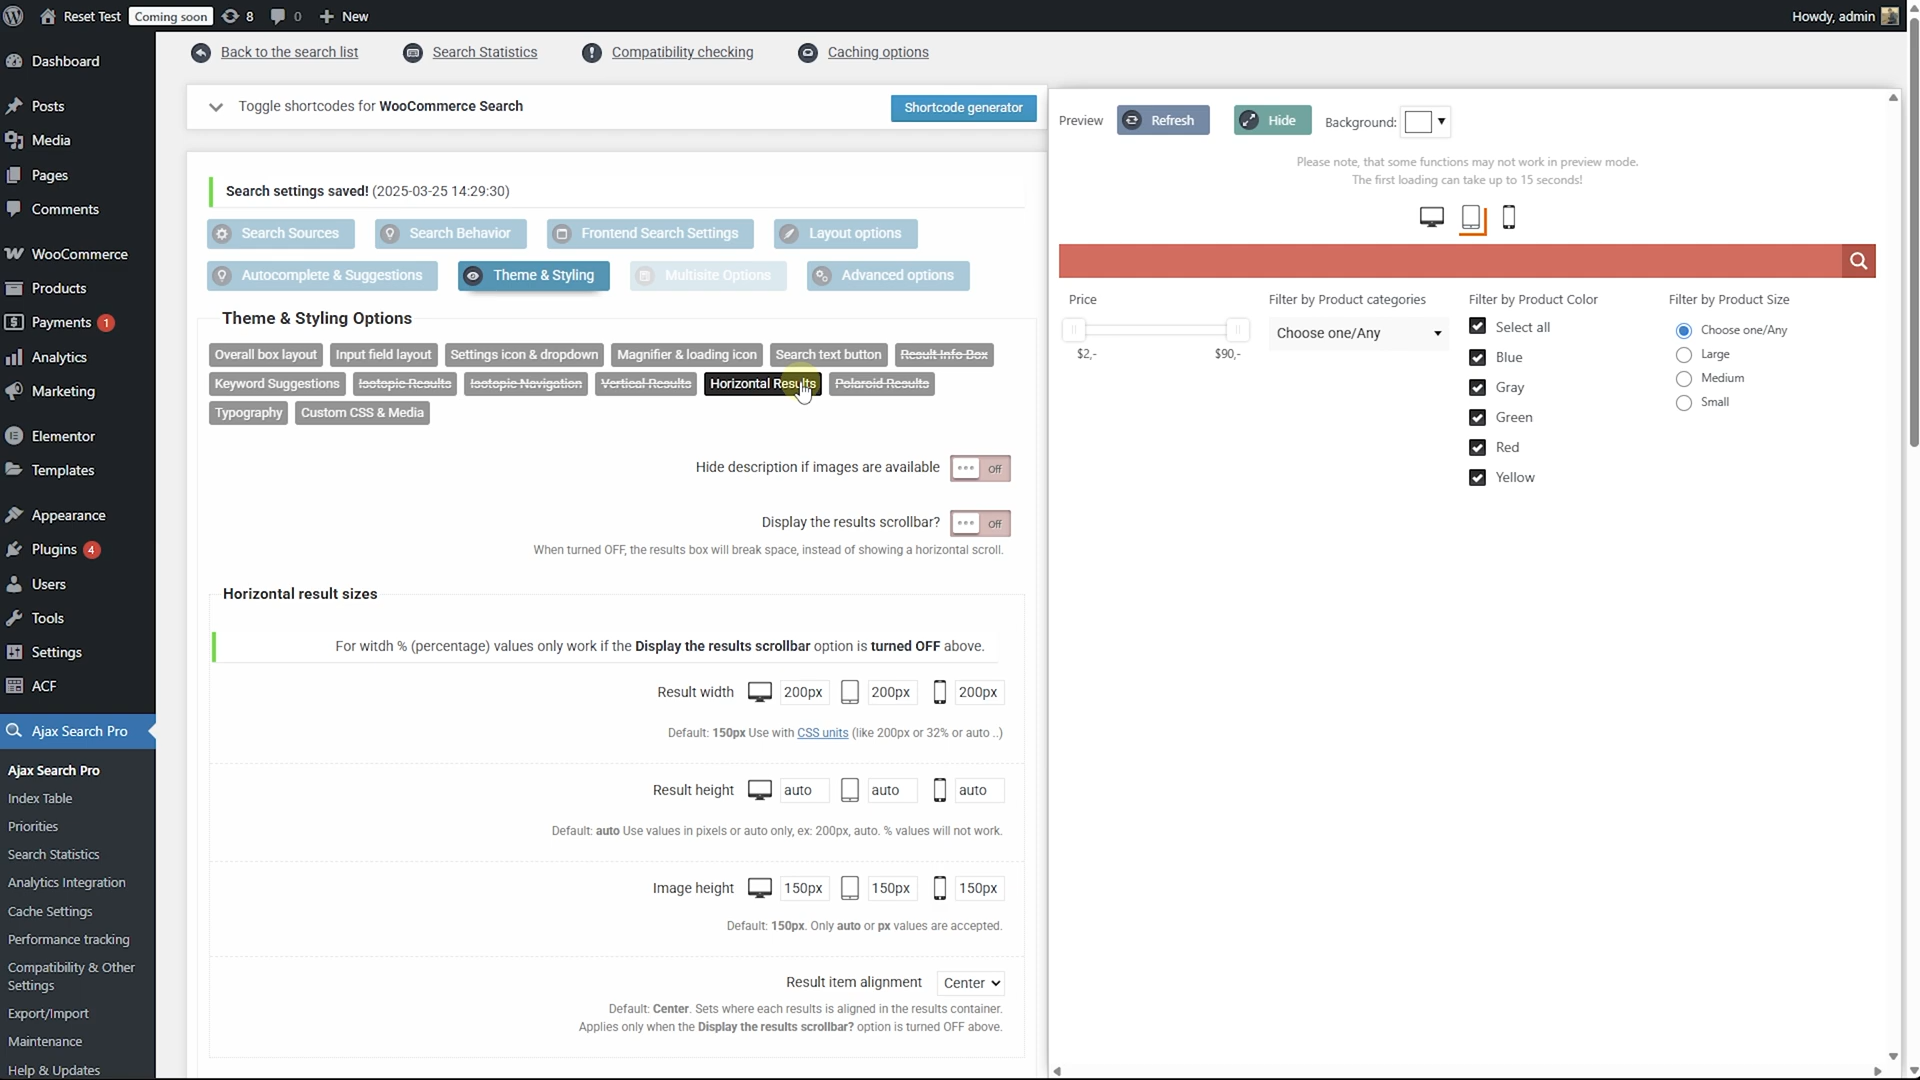 Reset Test
Coming soon
8
0
New
Howdy, admin
Dashboard
Posts
Media
Pages
Comments
WooCommerce
Products
Payments 1
Analytics
Marketing
Elementor
Templates
Appearance
Plugins 4
Users
Tools
Settings
ACF
Ajax Search Pro
Ajax Search Pro
Index Table
Priorities
Search Statistics
Analytics Integration
Cache Settings
Performance tracking
Compatibility & Other
Settings
Export/Import
Maintenance
Help & Updates
Back to the search list
Search Statistics
Compatibility checking
Caching options
Toggle shortcodes for WooCommerce Search
Shortcode generator
Search settings saved! (2025-03-25 14:29:30)
Search Sources
Search Behavior
Frontend Search Settings
Layout options
Autocomplete & Suggestions
Theme & Styling
Multisite Options
Advanced options
Theme & Styling Options
Overall box layout
Input field layout
Settings icon & dropdown
Magnifier & loading icon
Search text button
Result Info Box
Keyword Suggestions
Isotopic Results
Isotopic Navigation
Vertical Results
Horizontal Results
Polaroid Results
Typography
Custom CSS & Media
Hide description if images are available
Off
Display the results scrollbar?
Off
When turned OFF, the results box will break space, instead of showing a horizontal scroll.
Horizontal result sizes
For witdh % (percentage) values only work if the Display the results scrollbar option is turned OFF above.
Result width 200px 200px 200px
Default: 150px Use with CSS units (like 200px or 32% or auto ..)
Result height auto auto auto
Default: auto Use values in pixels or auto only, ex: 200px, auto. % values will not work.
Image height 150px 150px 150px
Default: 150px. Only auto or px values are accepted.
Result item alignment Center
Default: Center. Sets where each results is aligned in the results container.
Applies only when the Display the results scrollbar? option is turned OFF above.
Preview
Refresh
Hide
Background:
Please note, that some functions may not work in preview mode.
The first loading can take up to 15 seconds!
Price
$2,-
$90,-
Filter by Product categories
Choose one/Any
Filter by Product Color
Select all
Blue
Gray
Green
Red
Yellow
Filter by Product Size
Choose one/Any
Large
Medium
Small